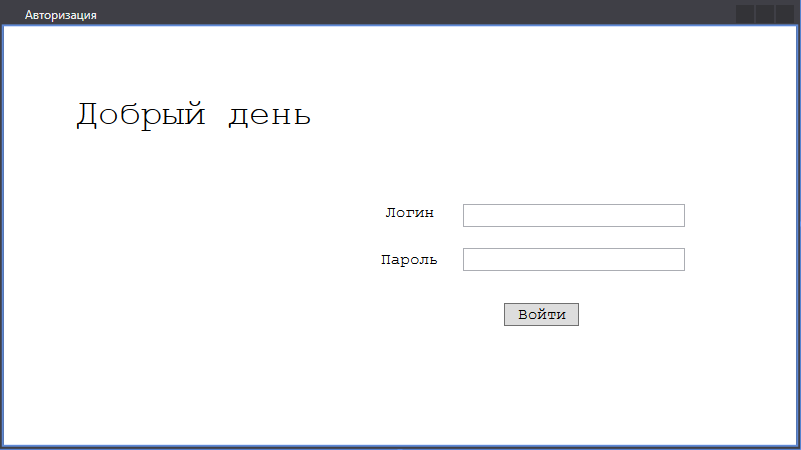 Авторизация
Добрый день
Логин
Пароль
Войти